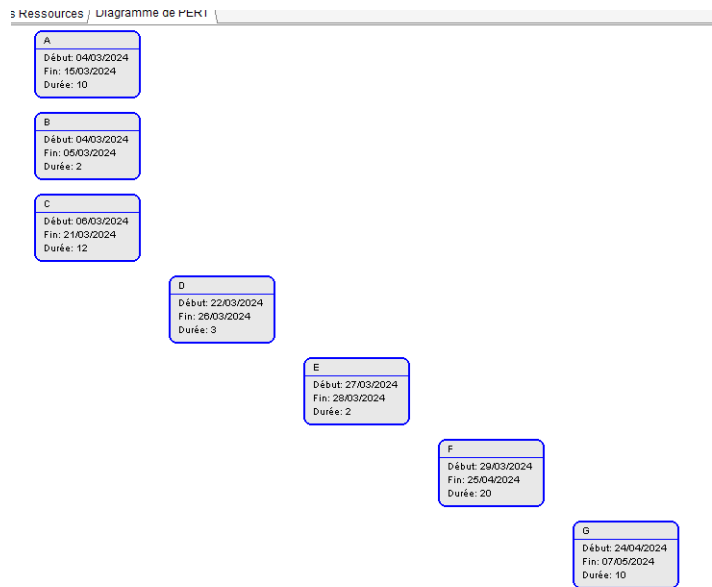 s Ressources
Diagramme de PERT
A
Début: 04/03/2024
Fin: 15/03/2024
Durée: 10
B
Début: 04/03/2024
Fin: 05/03/2024
Durée: 2
C
Début: 06/03/2024
Fin: 21/03/2024
Durée: 12
D
Début: 22/03/2024
Fin: 26/03/2024
Durée: 3
E
Début: 27/03/2024
Fin: 28/03/2024
Durée: 2
F
Début: 29/03/2024
Fin: 25/04/2024
Durée: 20
G
Début: 24/04/2024
Fin: 07/05/2024
Durée: 10